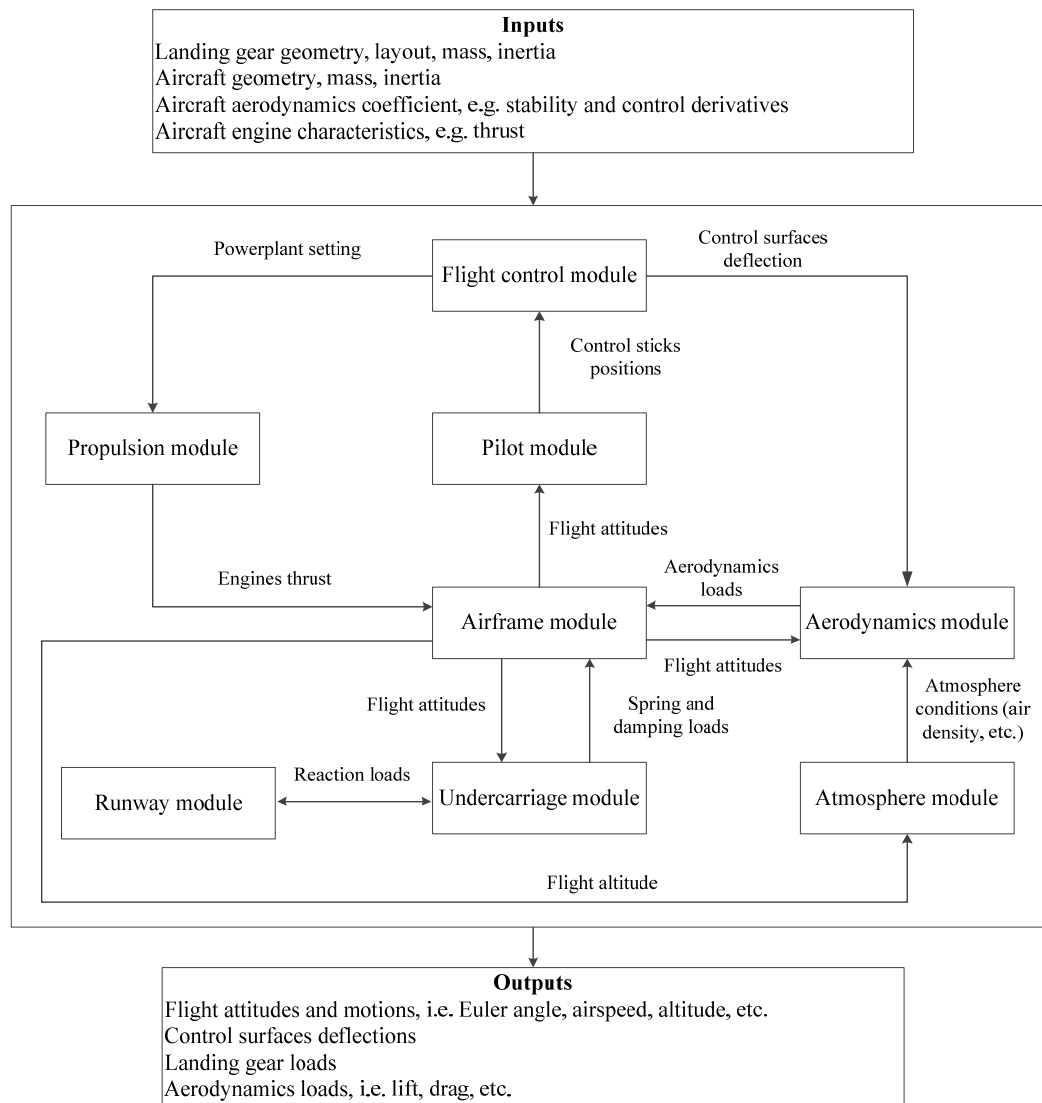 Inputs
Landing gear geometry, layout, mass, inertia
Aircraft geometry, mass, inertia
Aircraft aerodynamics coefficient, e.g. stability and control derivatives
Aircraft engine characteristics, e.g. thrust
Powerplant setting
Control surfaces
deflection
Flight control module
Control sticks
positions
Propulsion module
Pilot module
Flight attitudes
Engines thrust
Aerodynamics
loads
Airframe module
Aerodynamics module
Flight attitudes
Flight attitudes
Spring and
damping loads
Atmosphere
conditions (air
density, etc.)
Reaction loads
Runway module
Undercarriage module
Atmosphere module
Flight altitude
Outputs
Flight attitudes and motions, i.e. Euler angle, airspeed, altitude, etc.
Control surfaces deflections
Landing gear loads
Aerodynamics loads, i.e. lift, drag, etc.